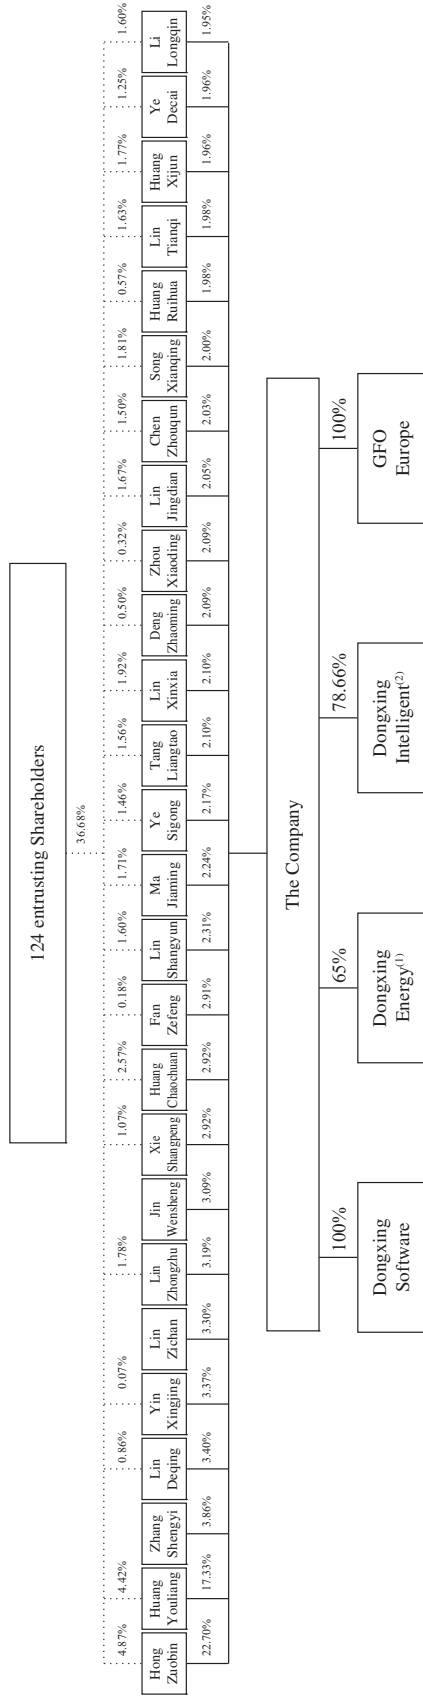 124 entrusting Shareholders
36.68%
4.87% 4.42% 0.86% 0.07% 1.78% 1.07% 2.57% 0.18% 1.60% 1.71% 1.46% 1.56% 1.92% 0.50% 0.32% 1.67% 1.50% 1.81% 0.57% 1.63% 1.77% 1.25% 1.60%
Hong
Zuobin
Huang
Youliang
Zhang
Shengyi
Lin
Deqing
Yin
Xingjing
Lin
Zichan
Lin
Zhongzhu
Jin
Wensheng
Xie
Shangpeng
Huang
Chaochuan
Fan
Zefeng
Lin
Shangyun
Ma
Jiaming
Ye
Sigong
Tang
Liangtao
Lin
Xinxia
Deng
Zhaoming
Zhou
Xiaoding
Lin
Jingdian
Chen
Zhouqun
Song
Xianqing
Huang
Ruihua
Lin
Tianqi
Huang
Xijun
Ye
Decai
Li
Longqin
22.70% 17.33% 3.86% 3.40% 3.37% 3.30% 3.19% 3.09% 2.92% 2.92% 2.91% 2.31% 2.24% 2.17% 2.10% 2.10% 2.09% 2.09% 2.05% 2.03% 2.00% 1.98% 1.98% 1.96% 1.96% 1.95%
The Company
100% 65% 78.66% 100%
Dongxing
Software
Dongxing
Energy(1)
Dongxing
Intelligent(2)
GFO
Europe